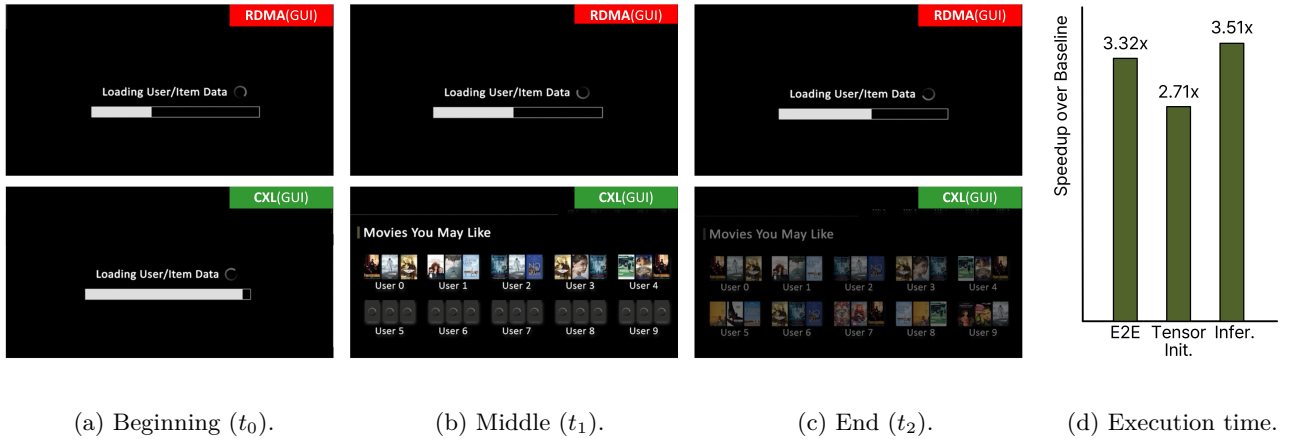 RDMA(GUI)
Loading User/Item Data
CXL(GUI)
Loading User/Item Data
(a) Beginning (t0).
RDMA(GUI)
Loading User/Item Data
CXL(GUI)
Movies You May Like
User 0 User 1 User 2 User 3 User 4
User 5 User 6 User 7 User 8 User 9
(b) Middle (t1).
RDMA(GUI)
Loading User/Item Data
CXL(GUI)
Movies You May Like
User 0 User 1 User 2 User 3 User 4
User 5 User 6 User 7 User 8 User 9
(c) End (t2).
Speedup over Baseline
3.32x
2.71x
3.51x
E2E Tensor Infer.
Init.
(d) Execution time.